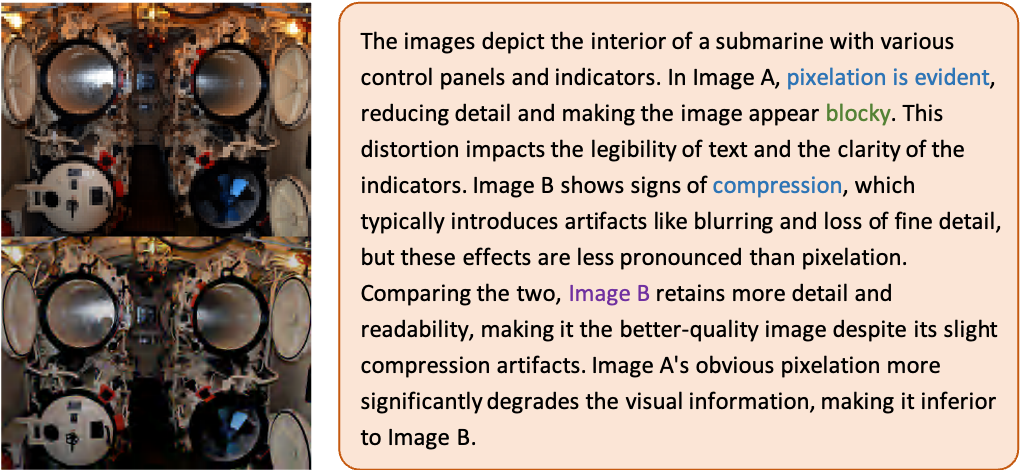 The images depict the interior of a submarine with various
control panels and indicators. In Image A, pixelation is evident,
reducing detail and making the image appear blocky. This
distortion impacts the legibility of text and the clarity of the
indicators. Image B shows signs of compression, which
typically introduces artifacts like blurring and loss of fine detail,
but these effects are less pronounced than pixelation.
Comparing the two, Image B retains more detail and
readability, making it the better-quality image despite its slight
compression artifacts. Image A's obvious pixelation more
significantly degrades the visual information, making it inferior
to Image B.